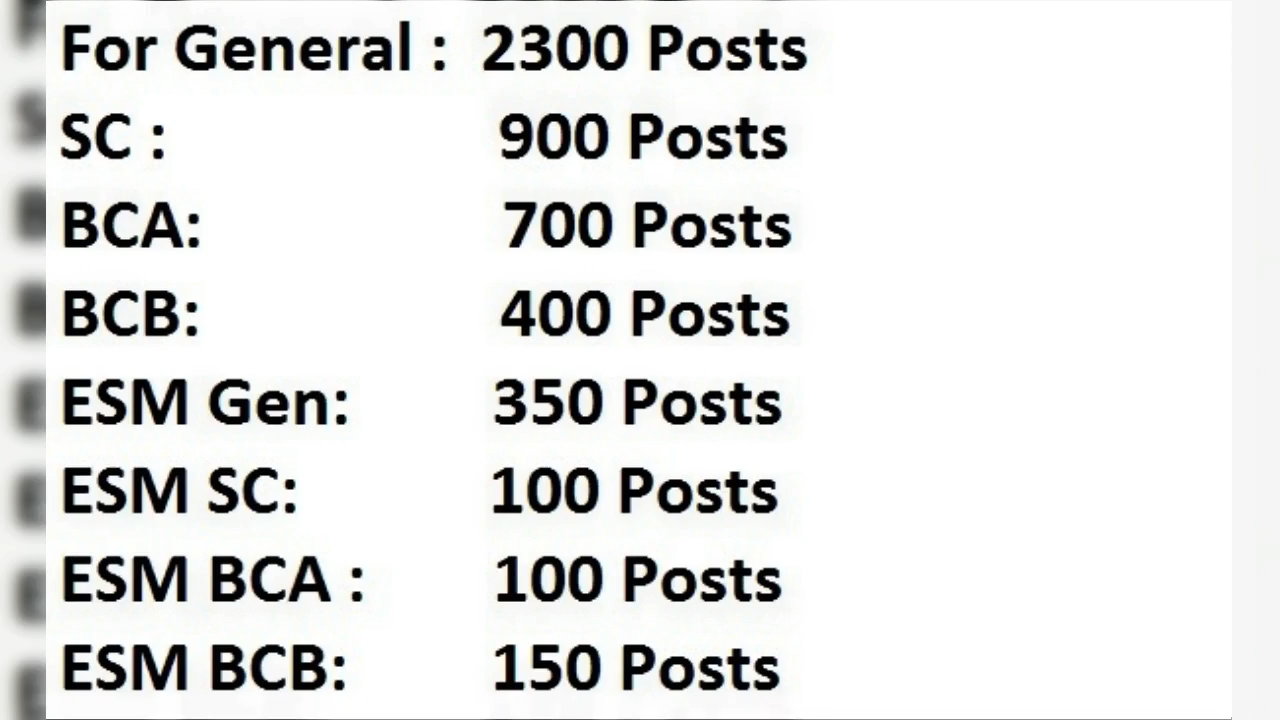 For General : 2300 Posts
SC : 900 Posts
BCA: 700 Posts
BCB: 400 Posts
ESM Gen: 350 Posts
ESM SC: 100 Posts
ESM BCA : 100 Posts
ESM BCB: 150 Posts